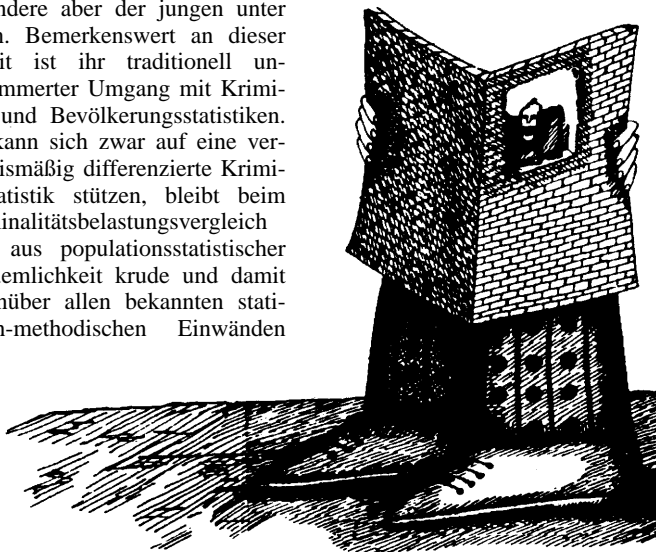 ndere aber der jungen unter
n. Bemerkenswert an dieser
it ist ihr traditionell un-
mmerter Umgang mit Krimi-
und Bevölkerungsstatistiken.
kann sich zwar auf eine ver-
ismäßig differenzierte Krimi-
atistik stützen, bleibt beim
inalitätsbelastungsvergleich
aus populationsstatistischer
emlichkeit krude und damit
nüber allen bekannten stati-
n-methodischen Einwänden